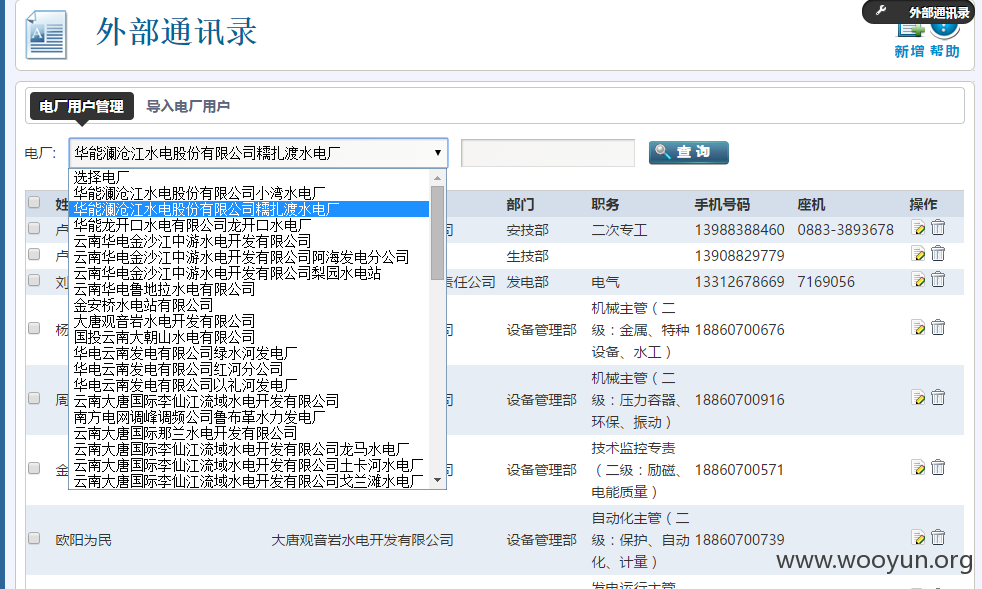 外部通讯录
外部通讯录
新增 帮助
电厂用户管理 导入电厂用户
电厂: 华能澜沧江水电股份有限公司糯扎渡水电厂 查询
选择电厂
华能澜沧江水电股份有限公司小湾水电厂
华能澜沧江水电股份有限公司糯扎渡水电厂
华能龙开口水电有限公司龙开口水电厂
云南华电金沙江中游水电开发有限公司
云南华电金沙江中游水电开发有限公司阿海发电分公司
云南华电金沙江中游水电开发有限公司梨园水电站
云南华电鲁地拉水电有限公司
金安桥水电站有限公司
大唐观音岩水电开发有限公司
国投云南大朝山水电有限公司
华电云南发电有限公司绿水河发电厂
华电云南发电有限公司红河分公司
华电云南发电有限公司以礼河发电厂
云南大唐国际李仙江流域水电开发有限公司
南方电网调峰调频公司鲁布革水力发电厂
云南大唐国际那兰水电开发有限公司
云南大唐国际李仙江流域水电开发有限公司龙马水电厂
云南大唐国际李仙江流域水电开发有限公司土卡河水电厂
云南大唐国际李仙江流域水电开发有限公司戈兰滩水电厂
姓 部门 职务 手机号码 座机 操作
卢 司 安技部 二次专工 13988388460 0883-3893678
卢 生技部 13908829779
刘 责任公司 发电部 电气 13312678669 7169056
杨 司 设备管理部 机械主管（二
级：金属、特种
设备、水工） 18860700676
周 司 设备管理部 机械主管（二
级：压力容器、
环保、振动） 18860700916
金 司 设备管理部 技术监控专责
（二级：励磁、
电能质量） 18860700571
欧阳为民 大唐观音岩水电开发有限公司 设备管理部 自动化主管（二
级：保护、自动
化、计量） 18860700739
www.wooyun.org
发电运行主管